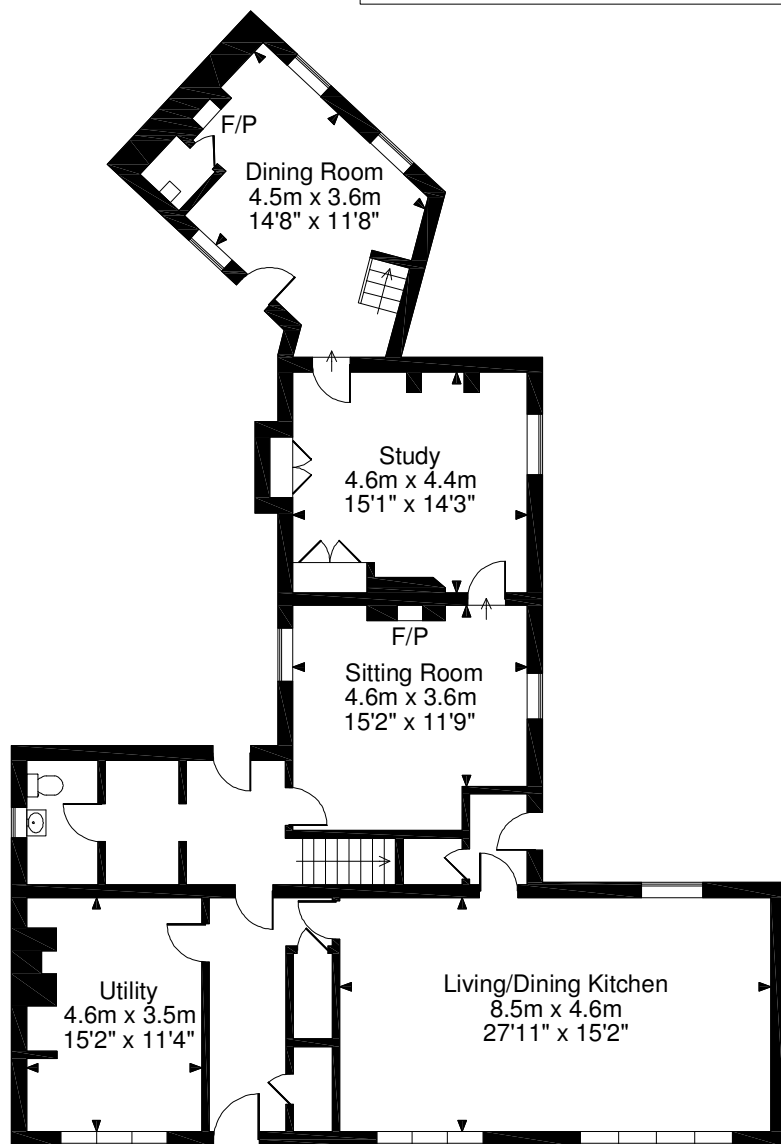 F/P
Dining Room
4.5m x 3.6m
14'8" x 11'8"
Study
4.6m x 4.4m
15'1" x 14'3"
F/P
Sitting Room
4.6m x 3.6m
15'2" x 11'9"
Utility
4.6m x 3.5m
15'2" x 11'4"
Living/Dining Kitchen
8.5m x 4.6m
27'11" x 15'2"